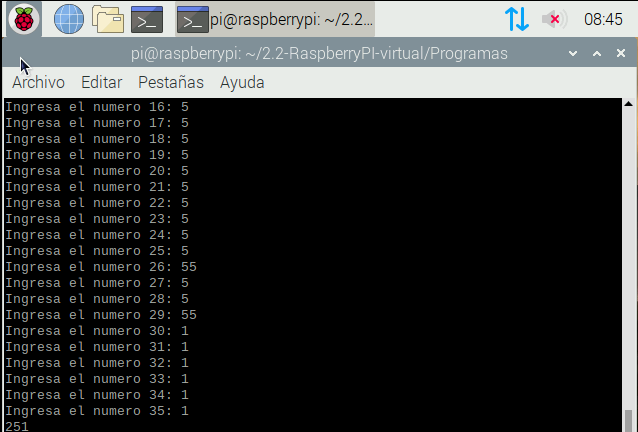 pi@raspberrypi: ~/2.2...
08:45
pi@raspberrypi: ~/2.2-RaspberryPI-virtual/Programas
Archivo Editar Pestañas Ayuda
Ingresa el numero 16: 5
Ingresa el numero 17: 5
Ingresa el numero 18: 5
Ingresa el numero 19: 5
Ingresa el numero 20: 5
Ingresa el numero 21: 5
Ingresa el numero 22: 5
Ingresa el numero 23: 5
Ingresa el numero 24: 5
Ingresa el numero 25: 5
Ingresa el numero 26: 55
Ingresa el numero 27: 5
Ingresa el numero 28: 5
Ingresa el numero 29: 55
Ingresa el numero 30: 1
Ingresa el numero 31: 1
Ingresa el numero 32: 1
Ingresa el numero 33: 1
Ingresa el numero 34: 1
Ingresa el numero 35: 1
251